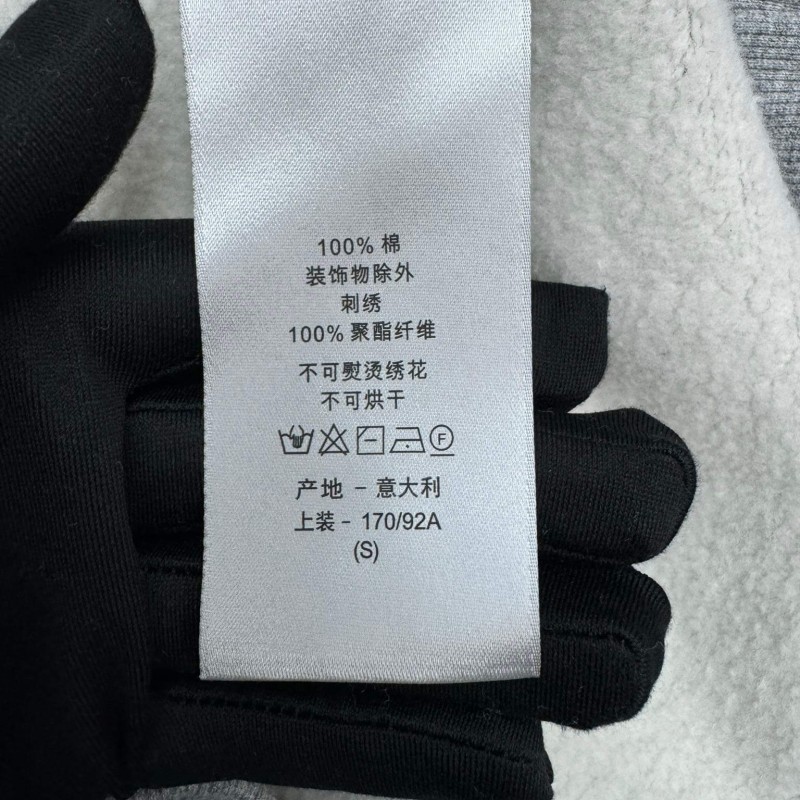 100% 棉
装饰物除外
刺绣
100% 聚酯纤维
不可熨烫绣花
不可烘干
F
产地 - 意大利
上装 - 170/92A
(S)